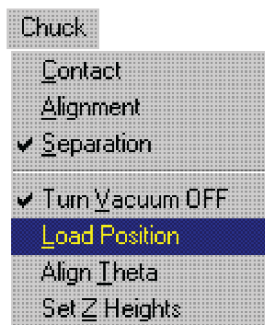 Chuck
Contact
Alignment
✔ Separation
✔ Turn Vacuum OFF
Load Position
Align Theta
Set Z Heights